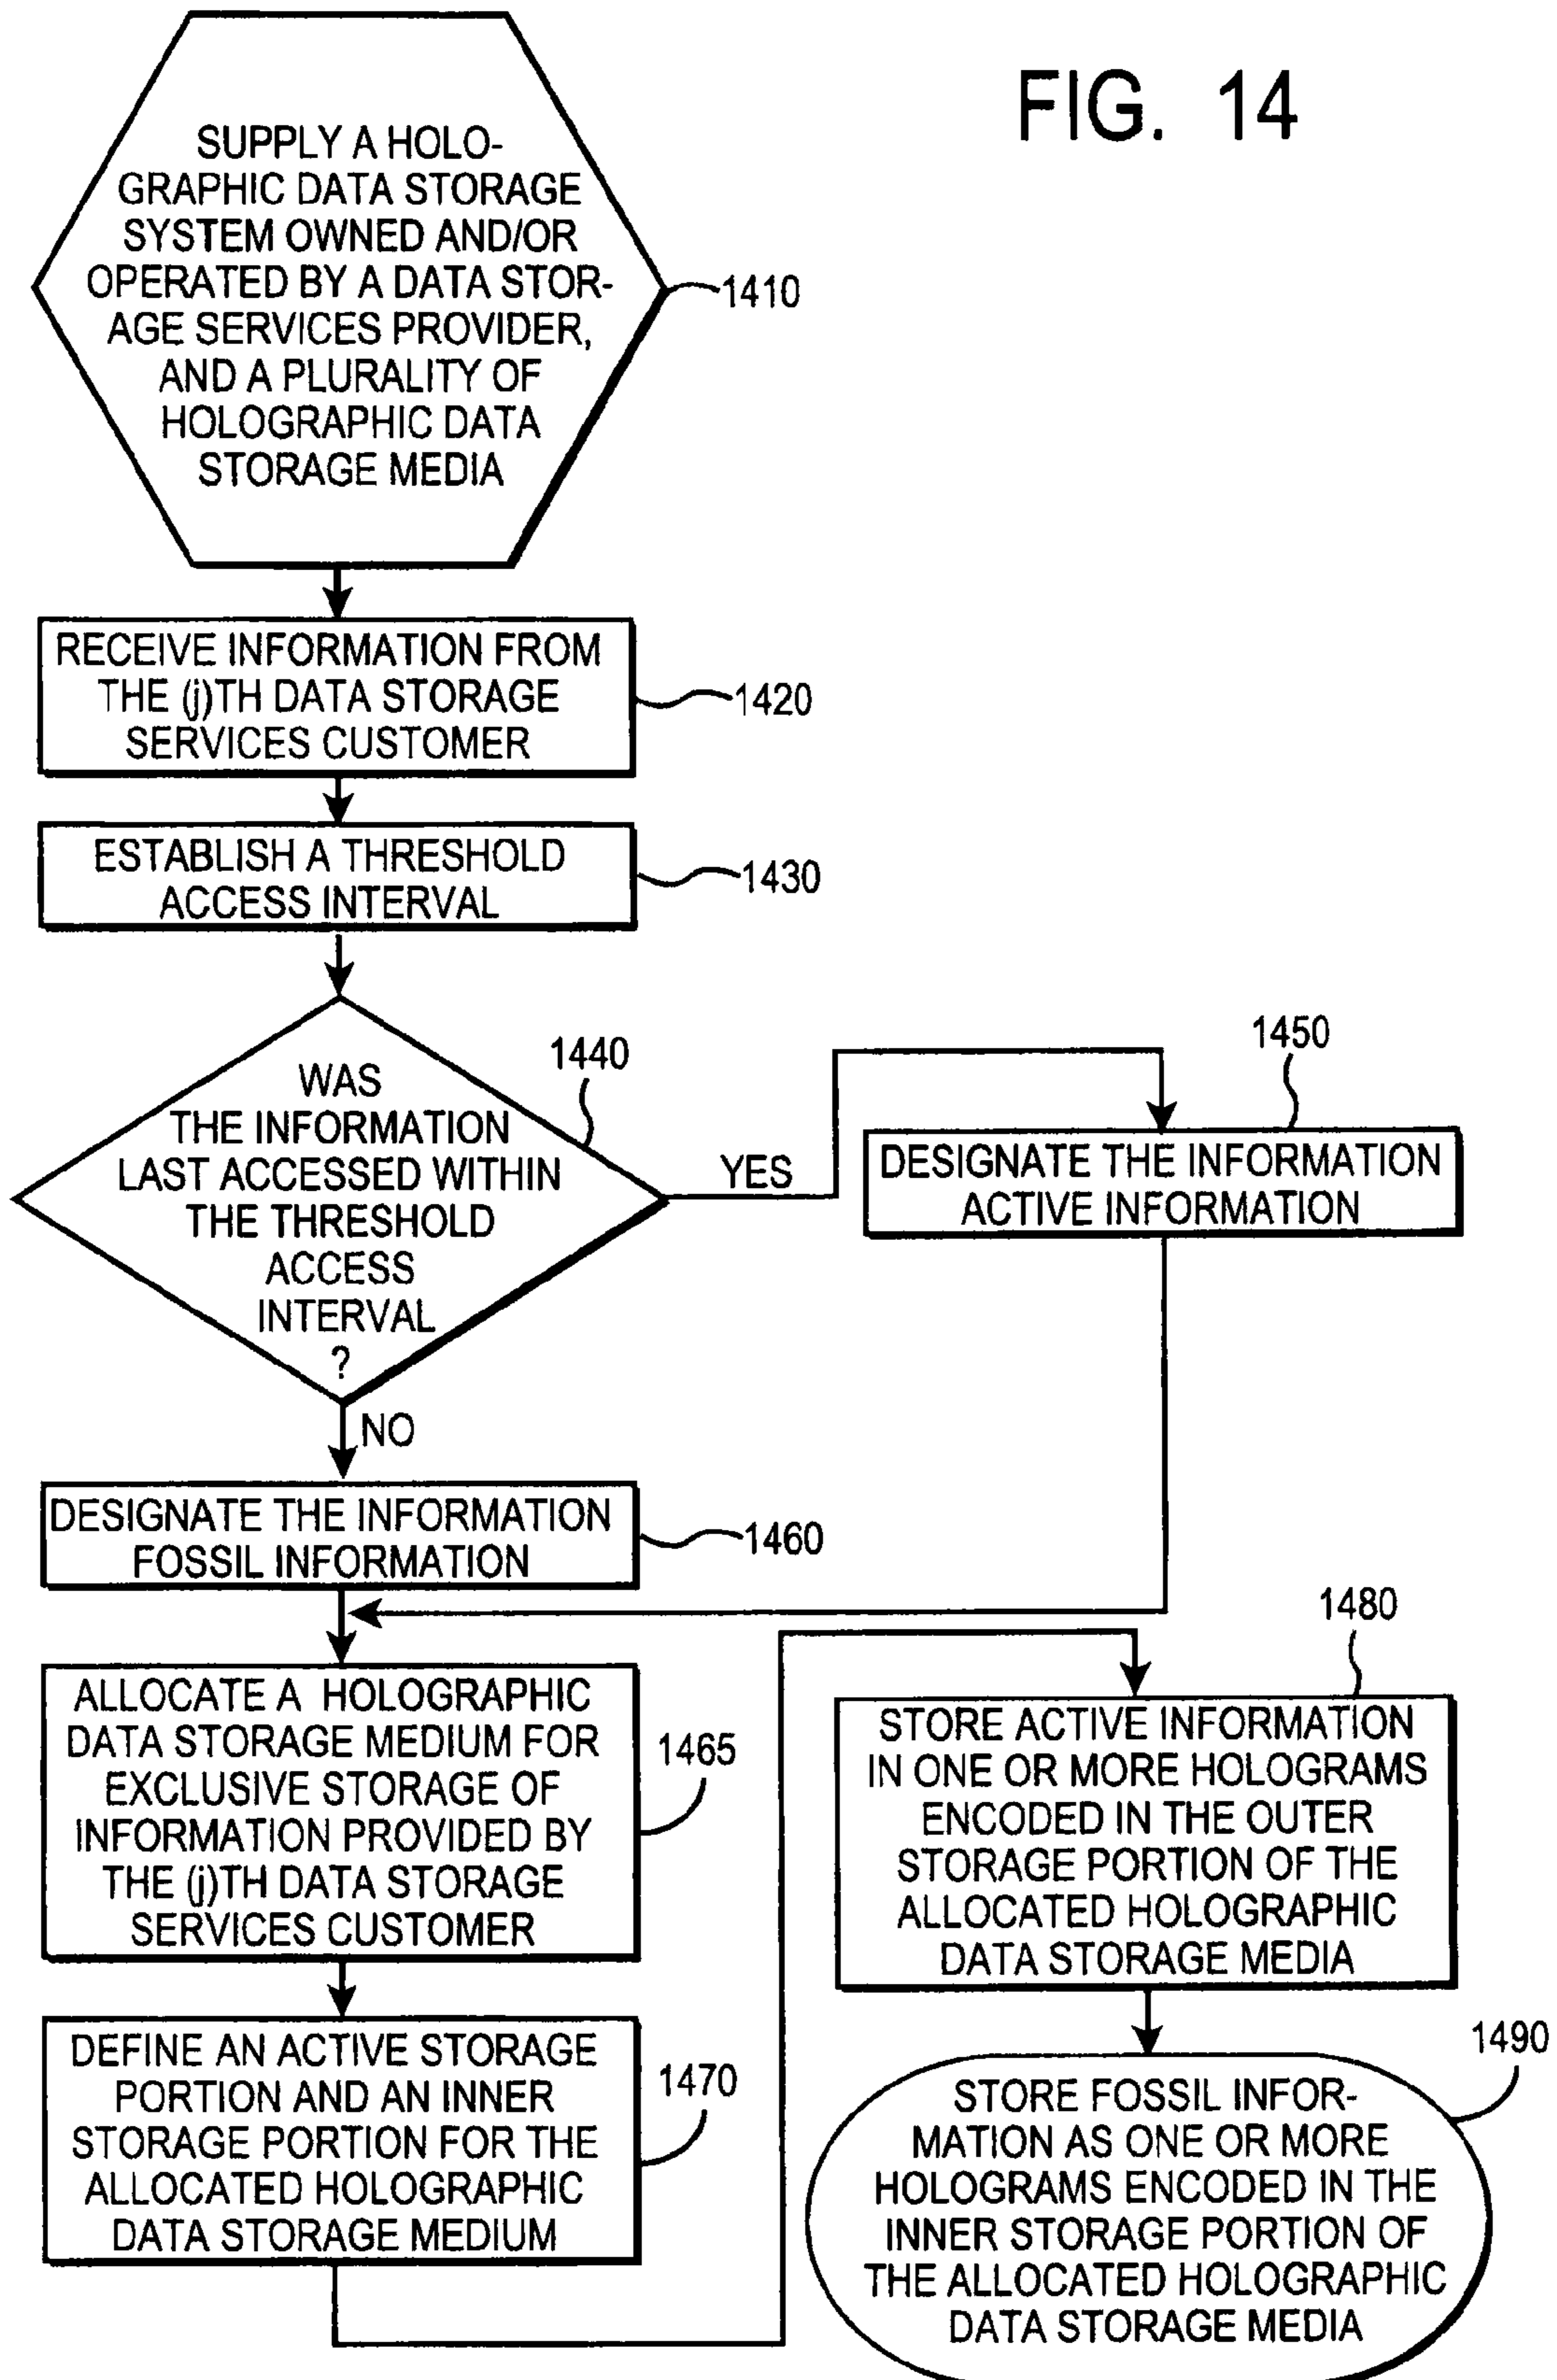 FIG. 14
SUPPLY A HOLO-
GRAPHIC DATA STORAGE
SYSTEM OWNED AND/OR
OPERATED BY A DATA STOR-
AGE SERVICES PROVIDER,
AND A PLURALITY OF
HOLOGRAPHIC DATA
STORAGE MEDIA
1410
RECEIVE INFORMATION FROM
THE (j)TH DATA STORAGE
SERVICES CUSTOMER
1420
ESTABLISH A THRESHOLD
ACCESS INTERVAL
1430
WAS
THE INFORMATION
LAST ACCESSED WITHIN
THE THRESHOLD
ACCESS
INTERVAL
?
1440
YES
1450
DESIGNATE THE INFORMATION
ACTIVE INFORMATION
NO
DESIGNATE THE INFORMATION
FOSSIL INFORMATION
1460
ALLOCATE A HOLOGRAPHIC
DATA STORAGE MEDIUM FOR
EXCLUSIVE STORAGE OF
INFORMATION PROVIDED BY
THE (j)TH DATA STORAGE
SERVICES CUSTOMER
1465
DEFINE AN ACTIVE STORAGE
PORTION AND AN INNER
STORAGE PORTION FOR THE
ALLOCATED HOLOGRAPHIC
DATA STORAGE MEDIUM
1470
1480
STORE ACTIVE INFORMATION
IN ONE OR MORE HOLOGRAMS
ENCODED IN THE OUTER
STORAGE PORTION OF THE
ALLOCATED HOLOGRAPHIC
DATA STORAGE MEDIA
1490
STORE FOSSIL INFOR-
MATION AS ONE OR MORE
HOLOGRAMS ENCODED IN THE
INNER STORAGE PORTION OF
THE ALLOCATED HOLOGRAPHIC
DATA STORAGE MEDIA